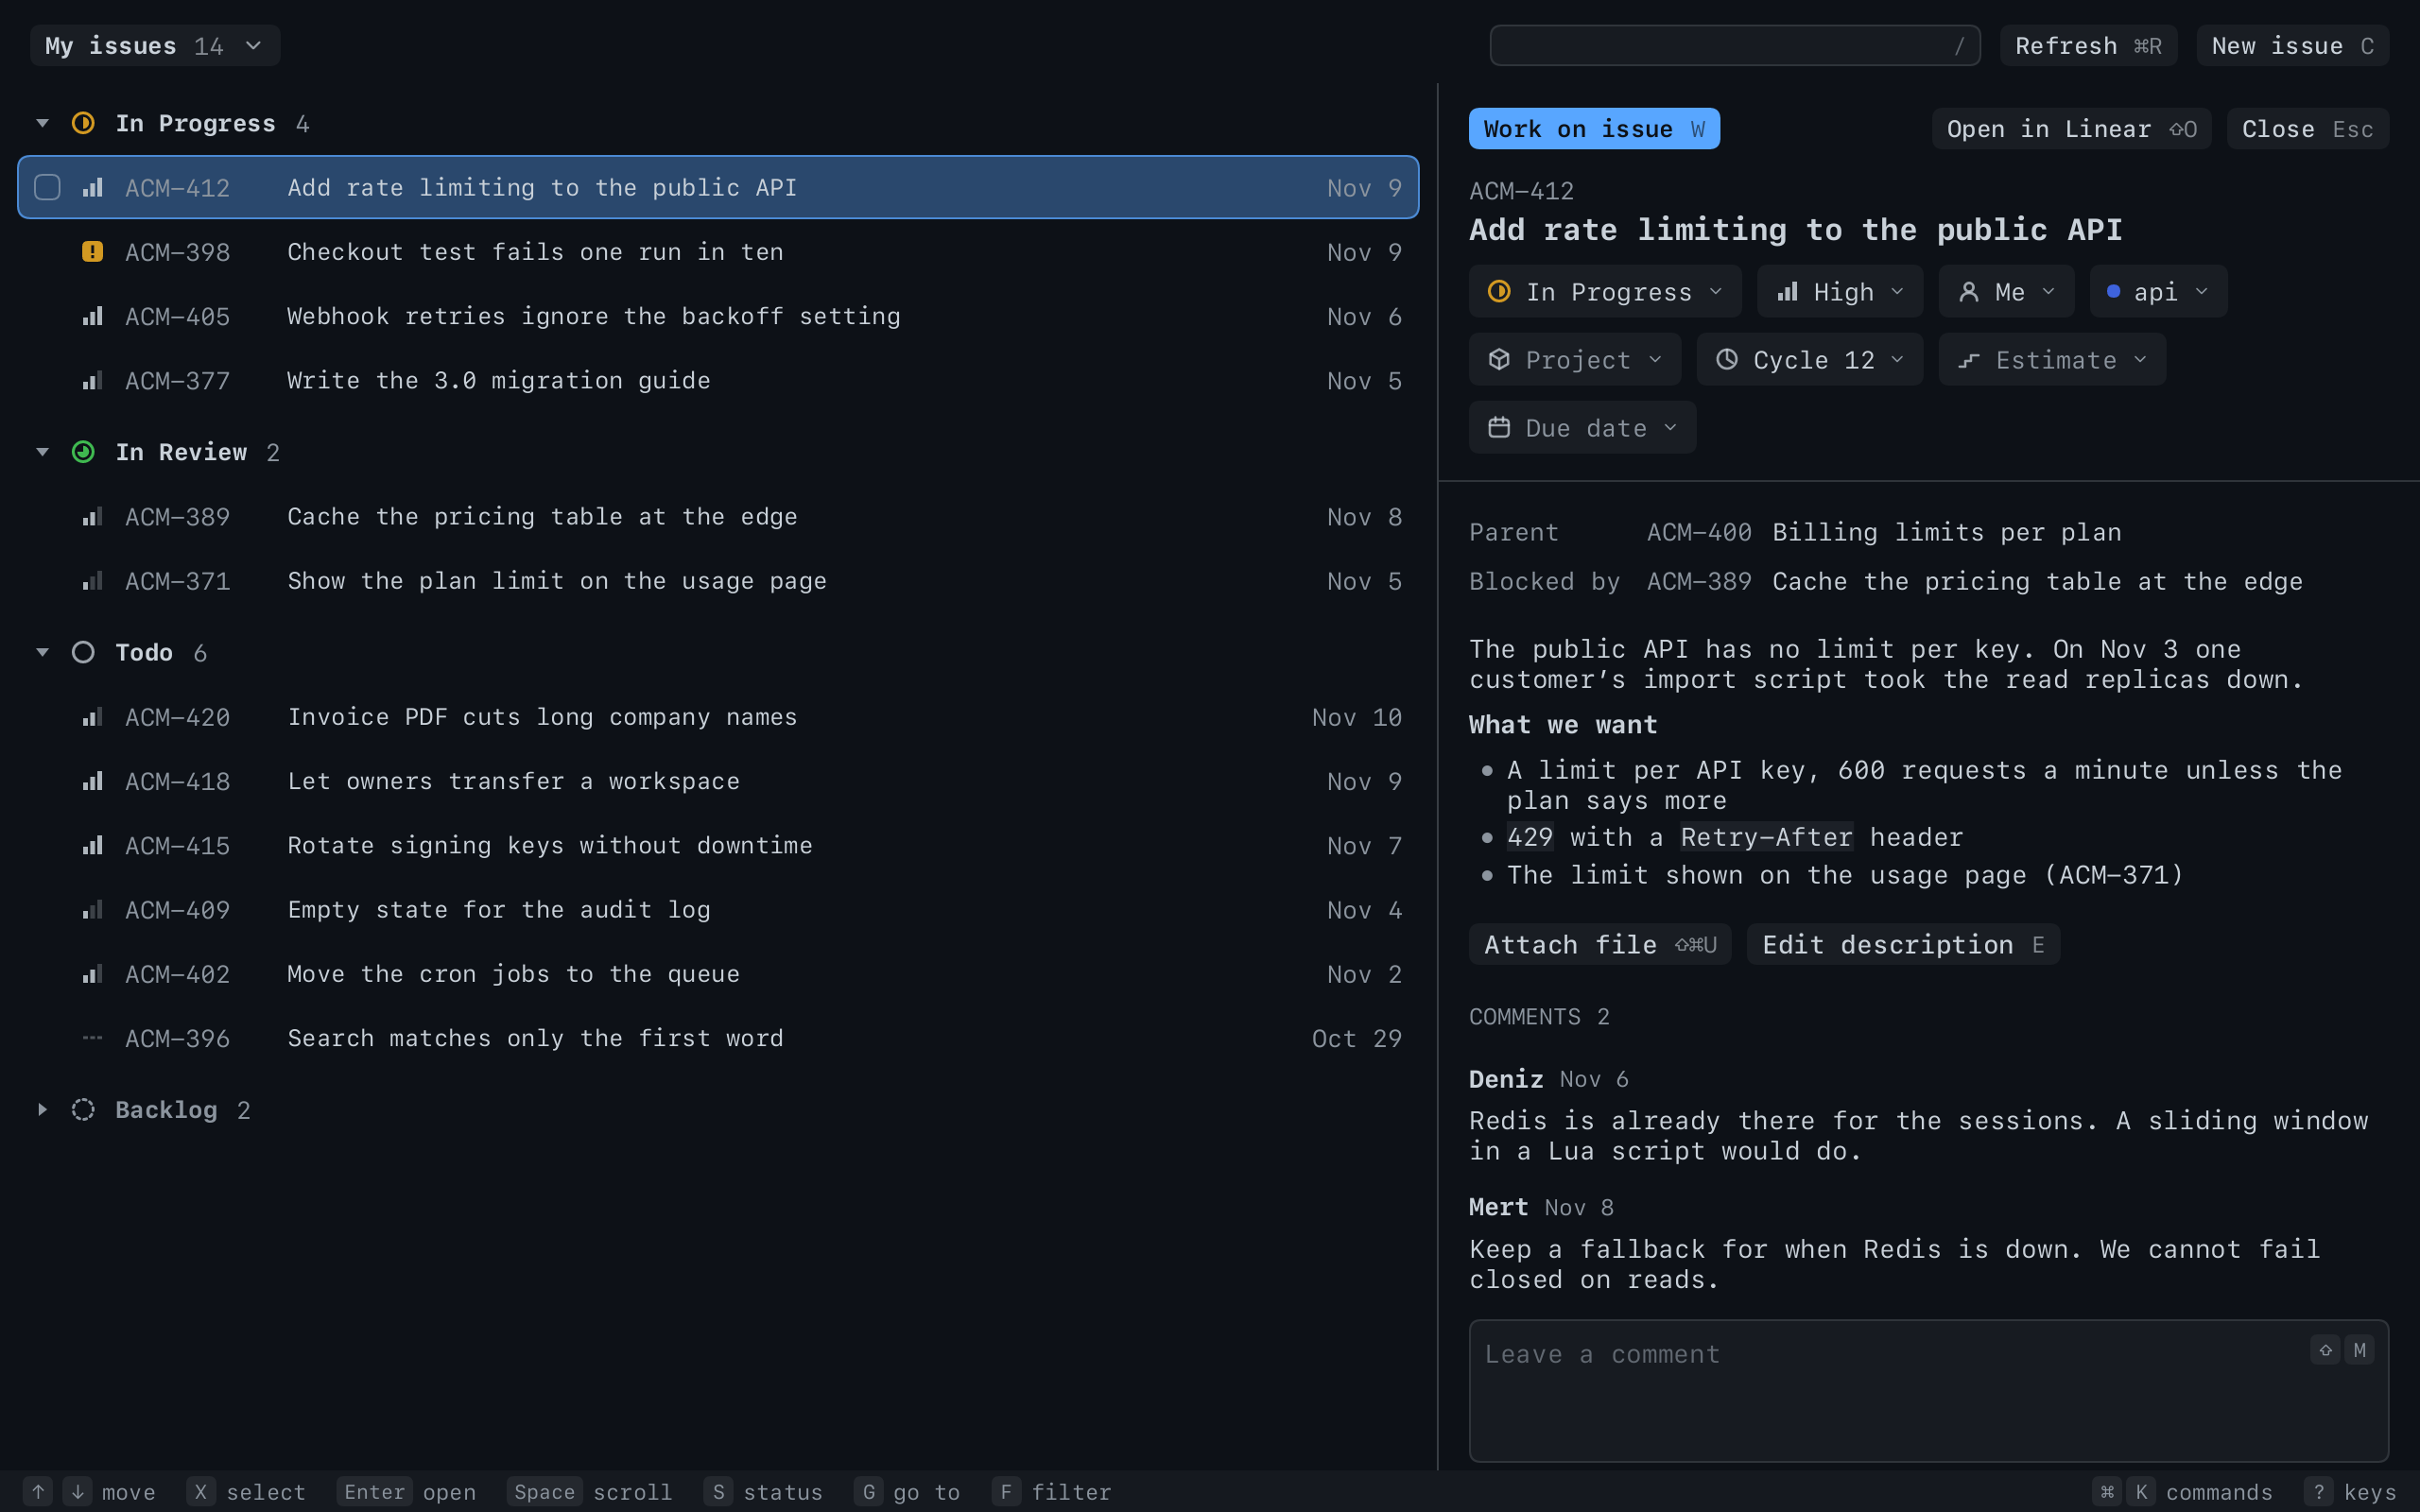 My issues 14
/
Refresh ⌘R
New issue C
In Progress 4
ACM-412 Add rate limiting to the public API Nov 9
ACM-398 Checkout test fails one run in ten Nov 9
ACM-405 Webhook retries ignore the backoff setting Nov 6
ACM-377 Write the 3.0 migration guide Nov 5
In Review 2
ACM-389 Cache the pricing table at the edge Nov 8
ACM-371 Show the plan limit on the usage page Nov 5
Todo 6
ACM-420 Invoice PDF cuts long company names Nov 10
ACM-418 Let owners transfer a workspace Nov 9
ACM-415 Rotate signing keys without downtime Nov 7
ACM-409 Empty state for the audit log Nov 4
ACM-402 Move the cron jobs to the queue Nov 2
ACM-396 Search matches only the first word Oct 29
Backlog 2
Work on issue W
Open in Linear ⇧O
Close Esc
ACM-412
Add rate limiting to the public API
In Progress High Me api
Project Cycle 12 Estimate
Due date
Parent ACM-400 Billing limits per plan
Blocked by ACM-389 Cache the pricing table at the edge
The public API has no limit per key. On Nov 3 one
customer’s import script took the read replicas down.
What we want
• A limit per API key, 600 requests a minute unless the
plan says more
• 429 with a Retry-After header
• The limit shown on the usage page (ACM-371)
Attach file ⇧⌘U
Edit description E
COMMENTS 2
Deniz Nov 6
Redis is already there for the sessions. A sliding window
in a Lua script would do.
Mert Nov 8
Keep a fallback for when Redis is down. We cannot fail
closed on reads.
Leave a comment ⇧ M
↑ ↓ move X select Enter open Space scroll S status G go to F filter
⌘ K commands ? keys